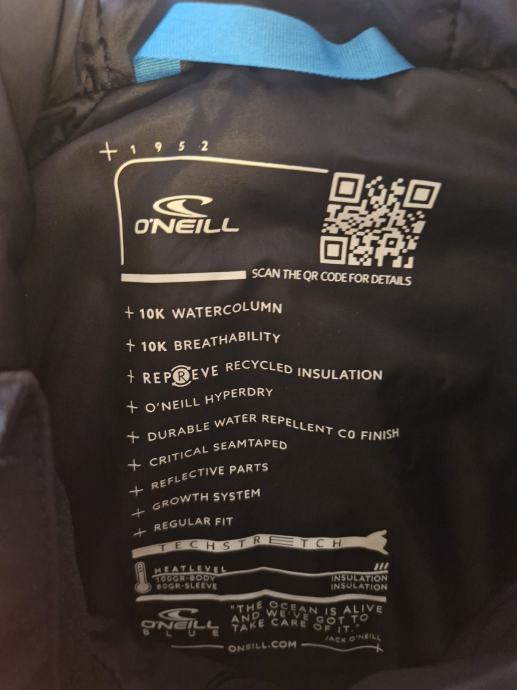 + 1 9 5 2
O'NEILL
SCAN THE QR CODE FOR DETAILS
+ 10K WATERCOLUMN
+ 10K BREATHABILITY
+ REPREVE RECYCLED INSULATION
+ O'NEILL HYPERDRY
+ DURABLE WATER REPELLENT C0 FINISH
+ CRITICAL SEAMTAPED
+ REFLECTIVE PARTS
+ GROWTH SYSTEM
+ REGULAR FIT
TECHSTRETCH
HEATLEVEL
100GR-BODY INSULATION
80GR-SLEEVE INSULATION
O'NEILL
BLUE
"THE OCEAN IS ALIVE
AND WE'VE GOT TO
TAKE CARE OF IT."
JACK O'NEILL
ONEILL.COM